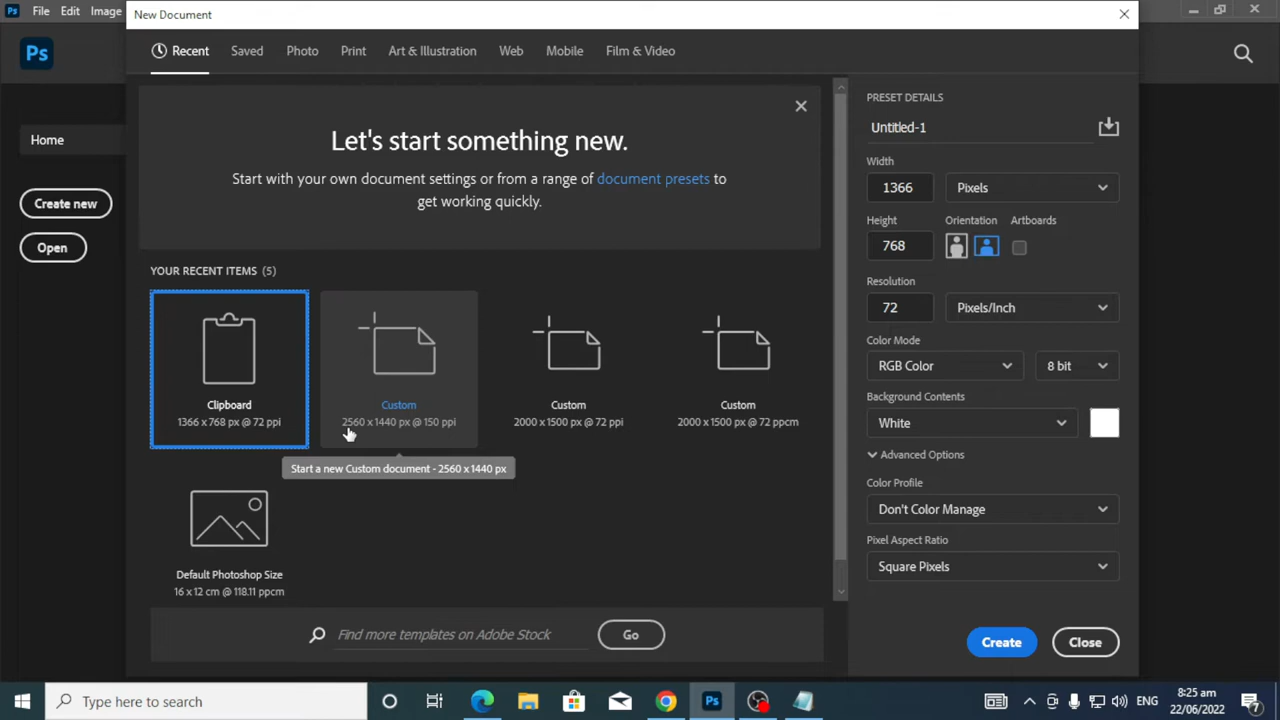 Ps File Edit Image
New Document
Ps
Recent Saved Photo Print Art & Illustration Web Mobile Film & Video
Home
Create new
Open
Let's start something new.
Start with your own document settings or from a range of document presets to
get working quickly.
YOUR RECENT ITEMS (5)
Clipboard
1366 x 768 px @ 72 ppi
Custom
2560 x 1440 px @ 150 ppi
Custom
2000 x 1500 px @ 72 ppi
Custom
2000 x 1500 px @ 72 ppcm
Start a new Custom document - 2560 x 1440 px
Default Photoshop Size
16 x 12 cm @ 118.11 ppcm
Find more templates on Adobe Stock Go
PRESET DETAILS
Untitled-1
Width
1366 Pixels
Height Orientation Artboards
768
Resolution
72 Pixels/Inch
Color Mode
RGB Color 8 bit
Background Contents
White
Advanced Options
Color Profile
Don't Color Manage
Pixel Aspect Ratio
Square Pixels
Create Close
Type here to search
Ps
ENG
8:25 am
22/06/2022
7